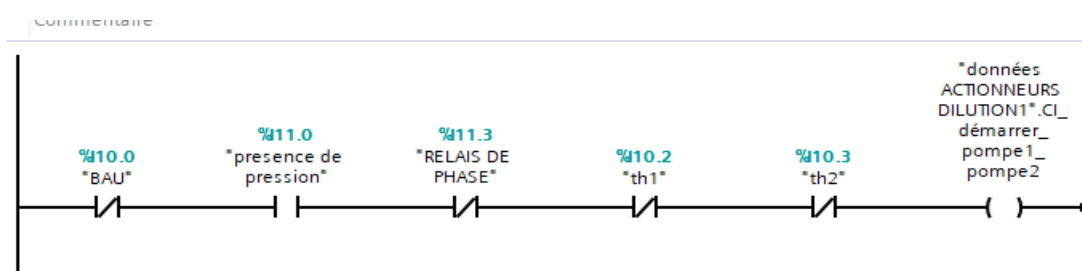 Commentaire
"données
ACTIONNEURS
DILUTION1".CI_
démarrer_
pompe1_
pompe2
%I10.0
"BAU"
%I11.0
"presence de
pression"
%I11.3
"RELAIS DE
PHASE"
%I10.2
"th1"
%I10.3
"th2"